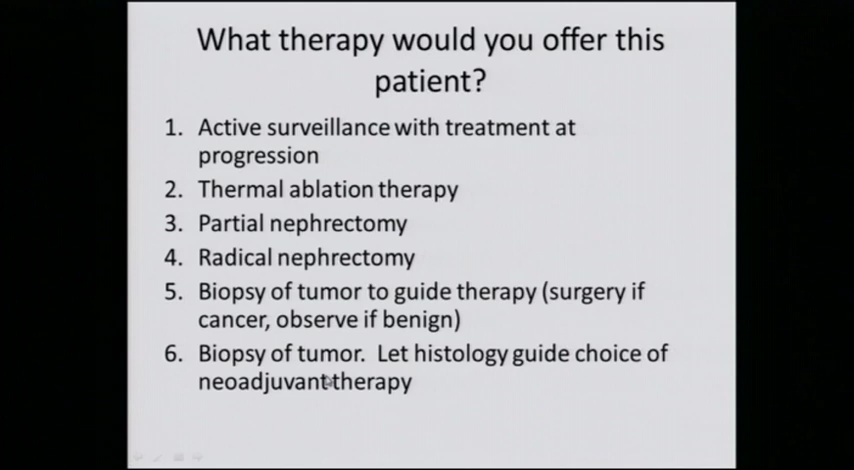 What therapy would you offer this
patient?
1. Active surveillance with treatment at
progression
2. Thermal ablation therapy
3. Partial nephrectomy
4. Radical nephrectomy
5. Biopsy of tumor to guide therapy (surgery if
cancer, observe if benign)
6. Biopsy of tumor. Let histology guide choice of
neoadjuvant therapy